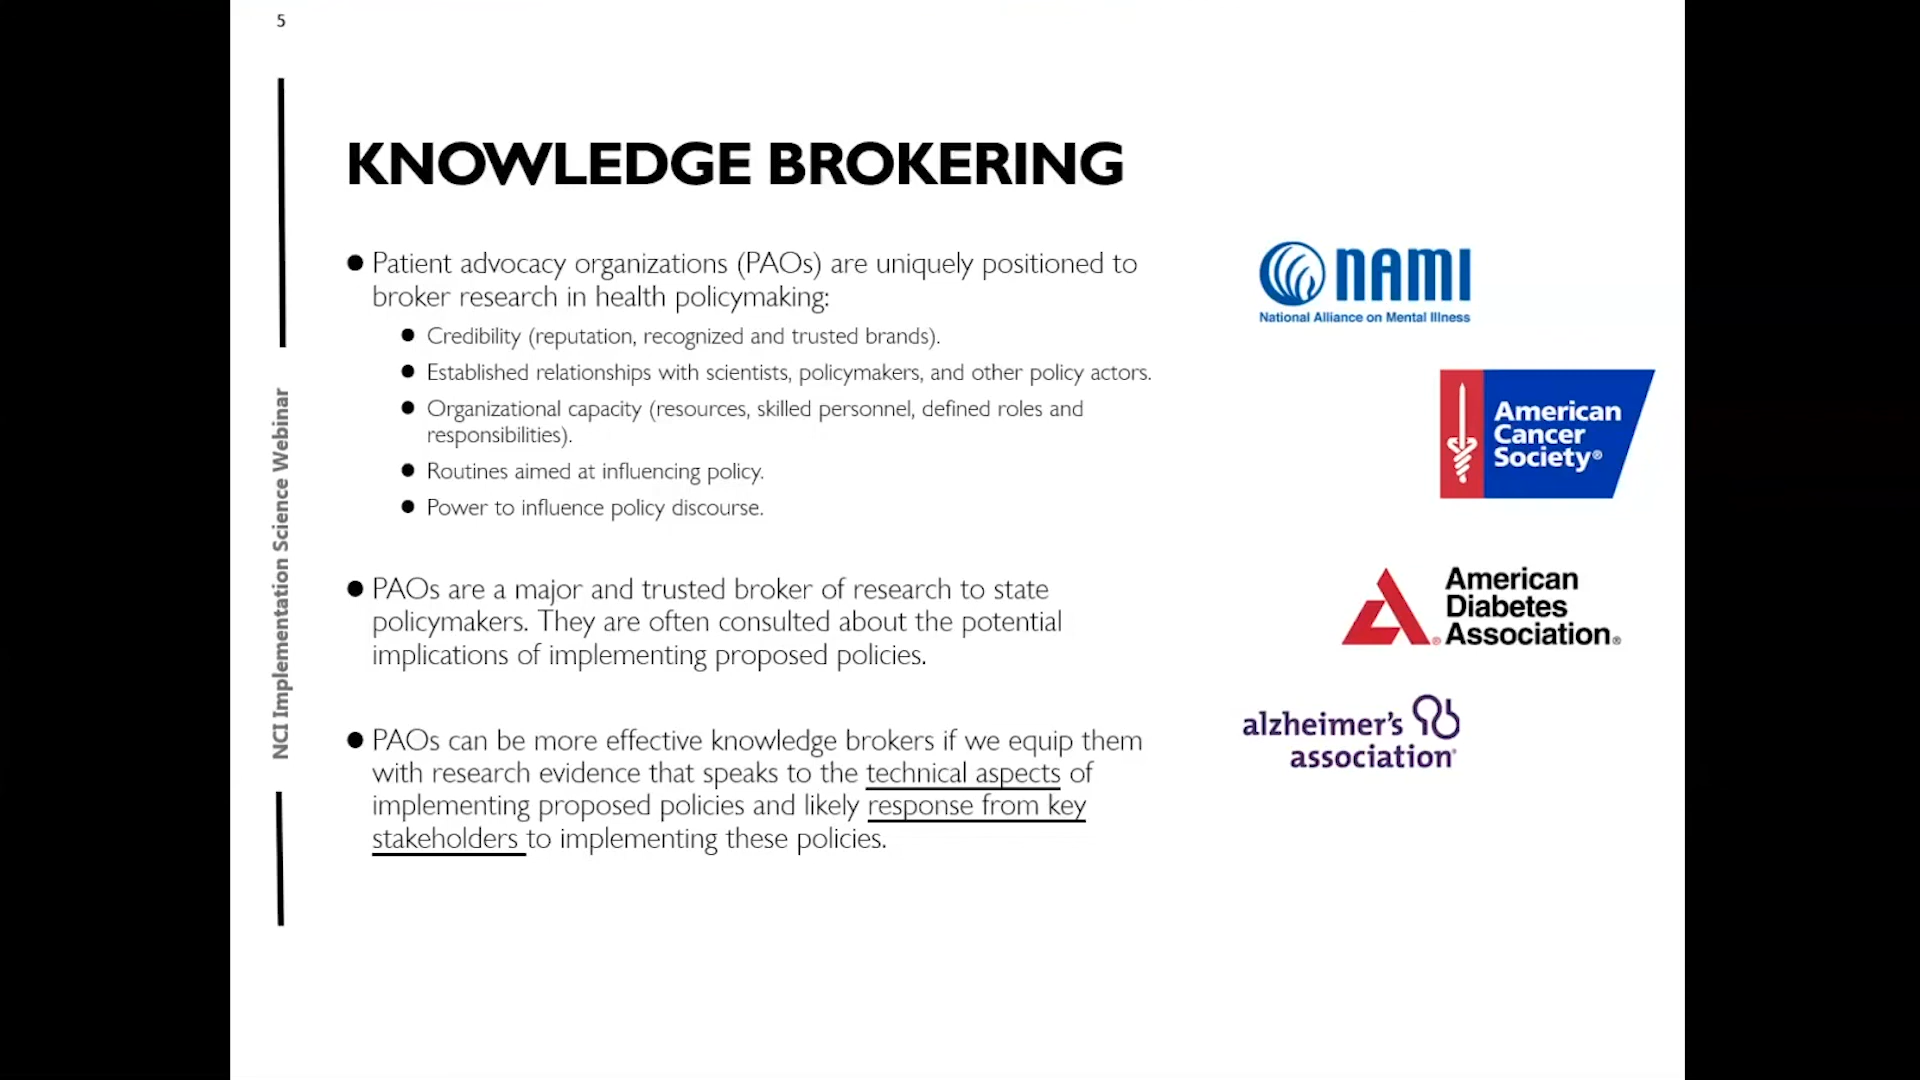 5
NCI Implementation Science Webinar
KNOWLEDGE BROKERING
● Patient advocacy organizations (PAOs) are uniquely positioned to
broker research in health policymaking:
● Credibility (reputation, recognized and trusted brands).
● Established relationships with scientists, policymakers, and other policy actors.
● Organizational capacity (resources, skilled personnel, defined roles and
responsibilities).
● Routines aimed at influencing policy.
● Power to influence policy discourse.
● PAOs are a major and trusted broker of research to state
policymakers. They are often consulted about the potential
implications of implementing proposed policies.
● PAOs can be more effective knowledge brokers if we equip them
with research evidence that speaks to the technical aspects of
implementing proposed policies and likely response from key
stakeholders to implementing these policies.
NAMI
National Alliance on Mental Illness
American
Cancer
Society®
American
Diabetes
® Association®
alzheimer's
association®